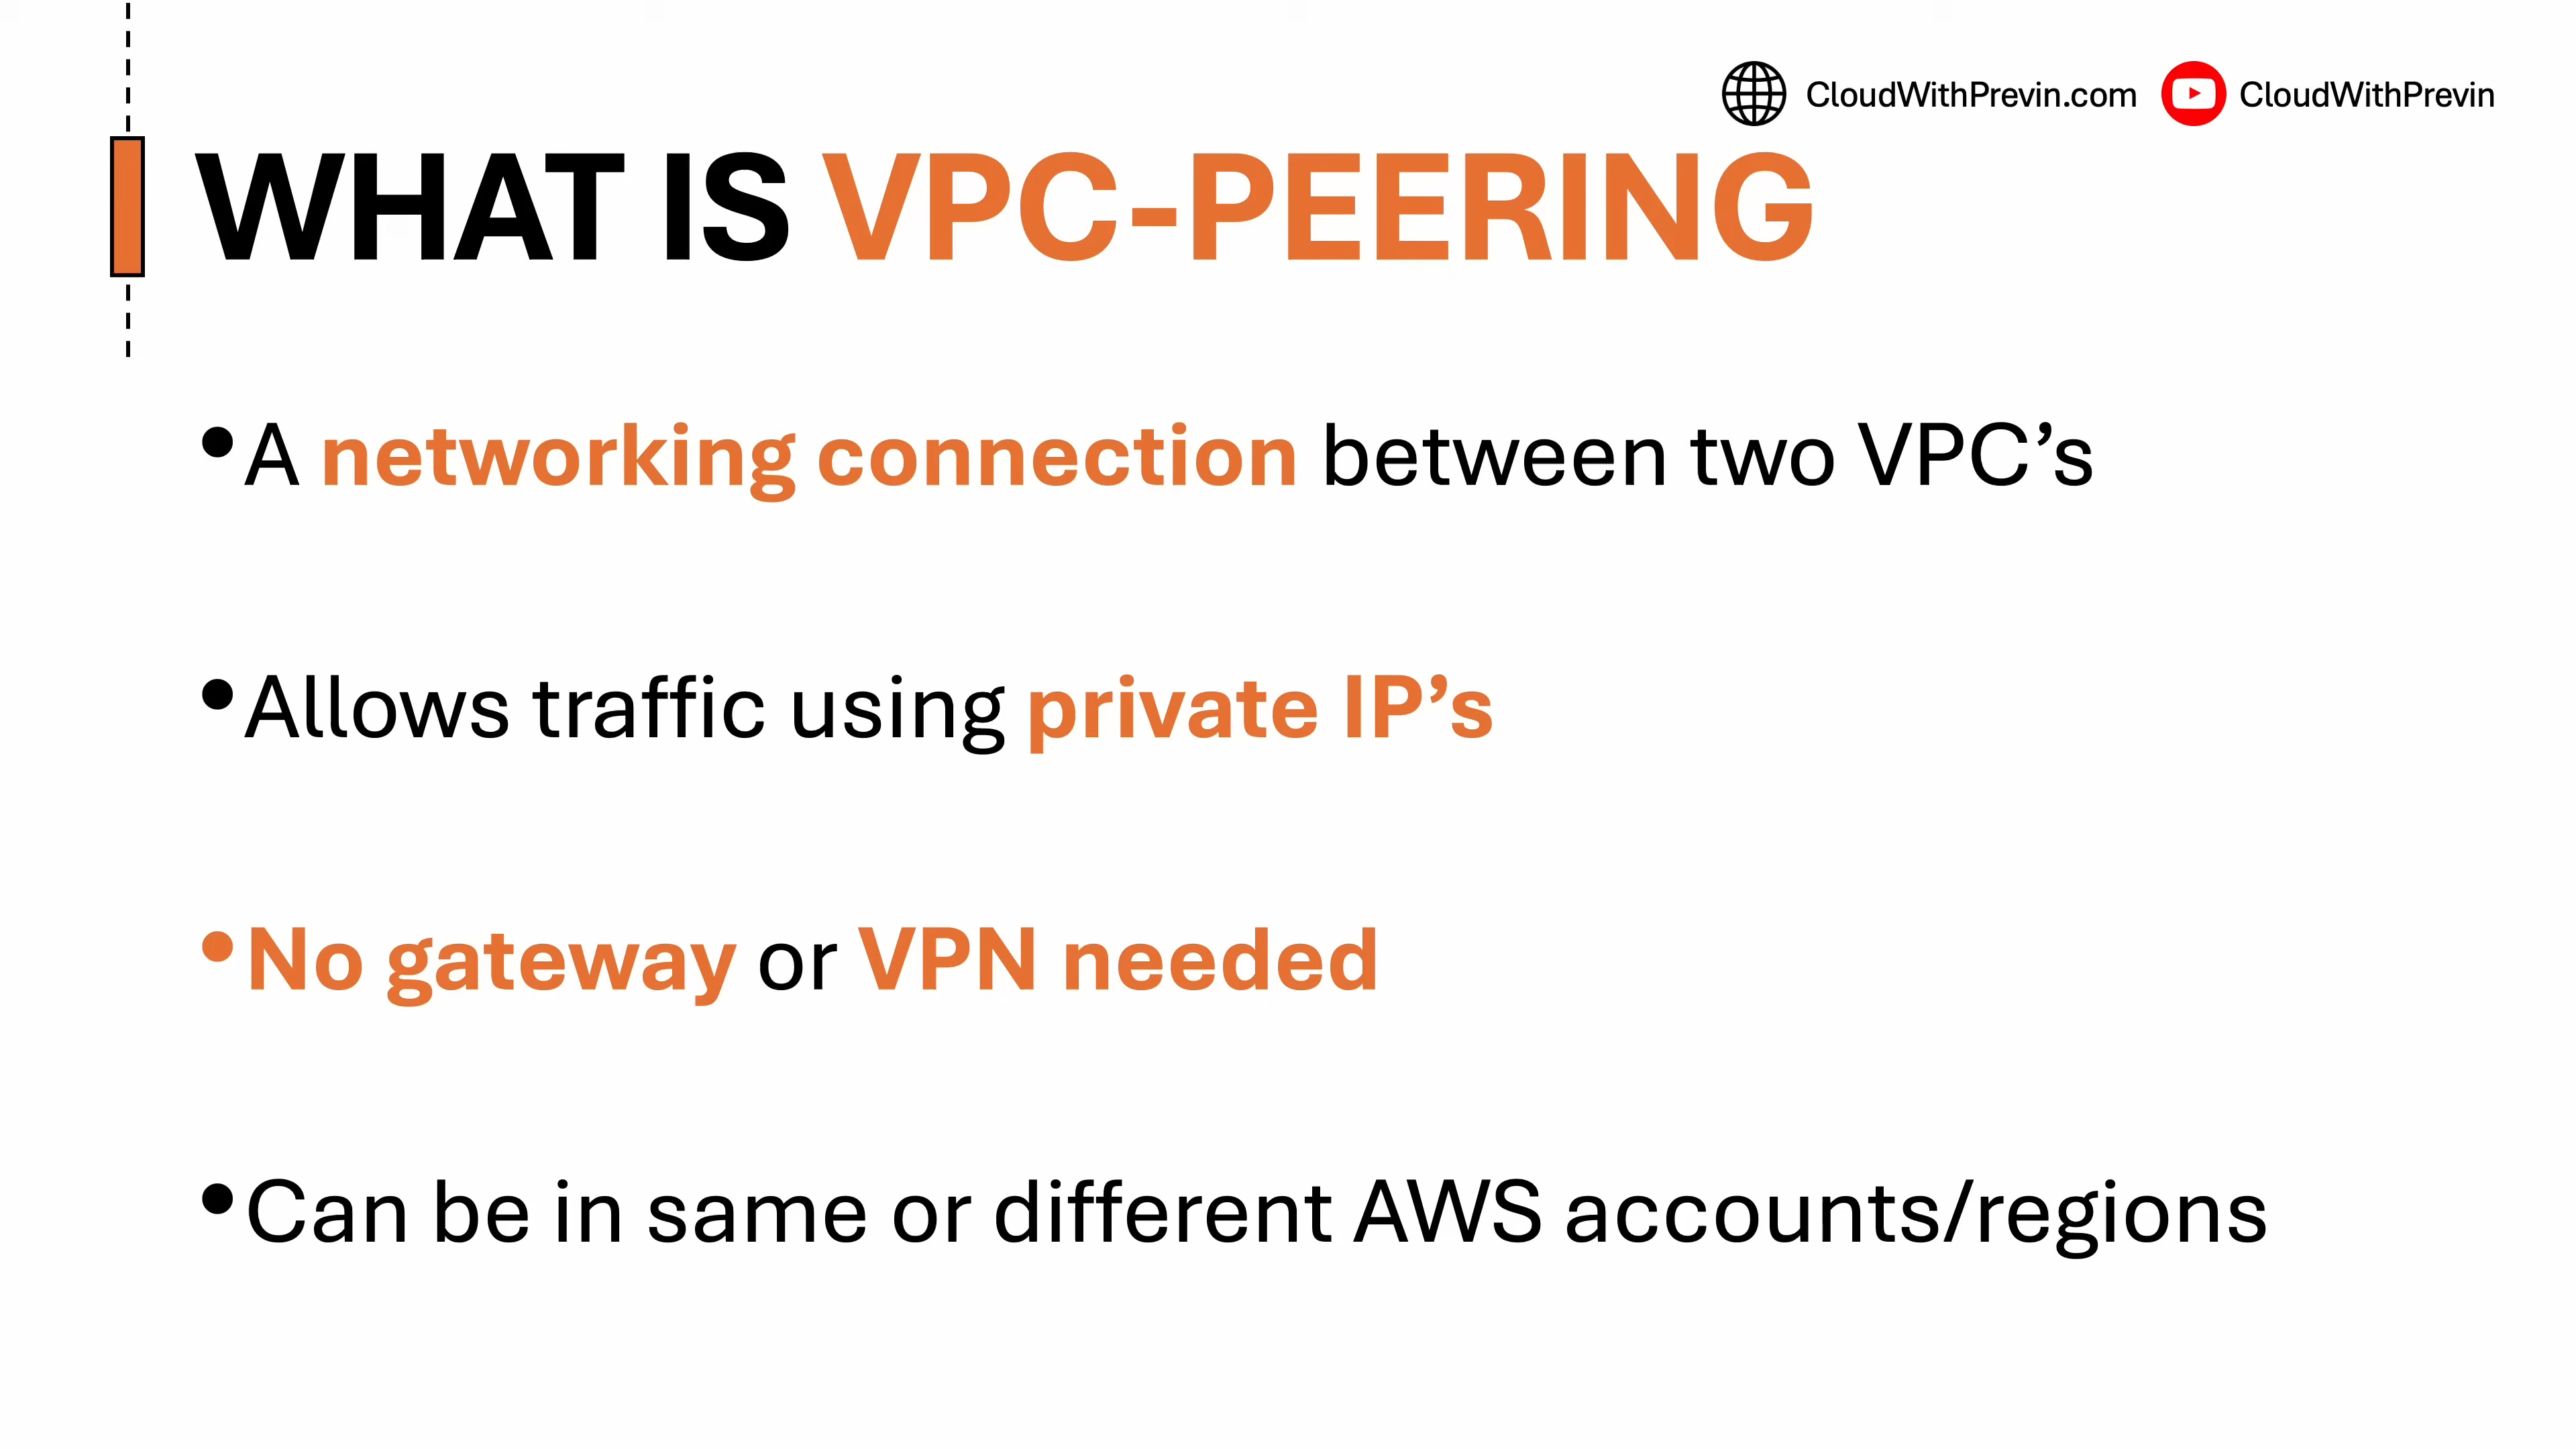 CloudWithPrevin.com CloudWithPrevin
WHAT IS VPC-PEERING
•A networking connection between two VPC’s
•Allows traffic using private IP’s
•No gateway or VPN needed
•Can be in same or different AWS accounts/regions